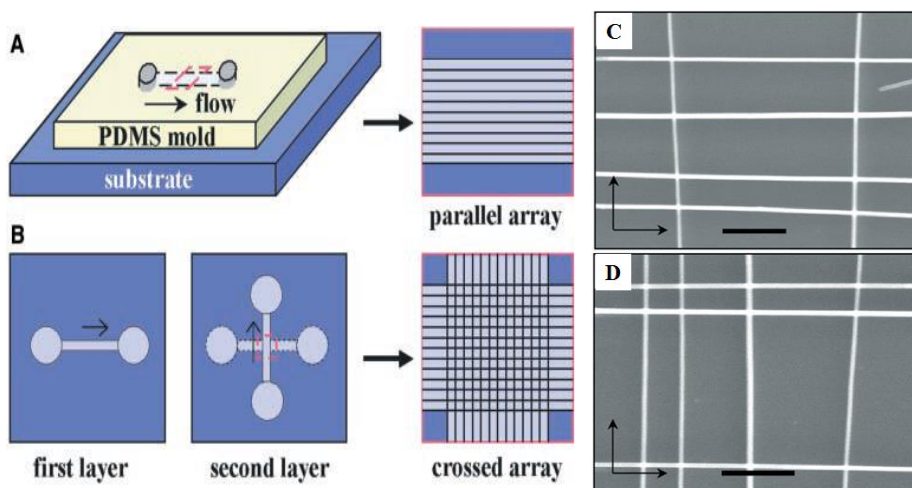 A
flow
PDMS mold
substrate
parallel array
B
first layer
second layer
crossed array
C
D